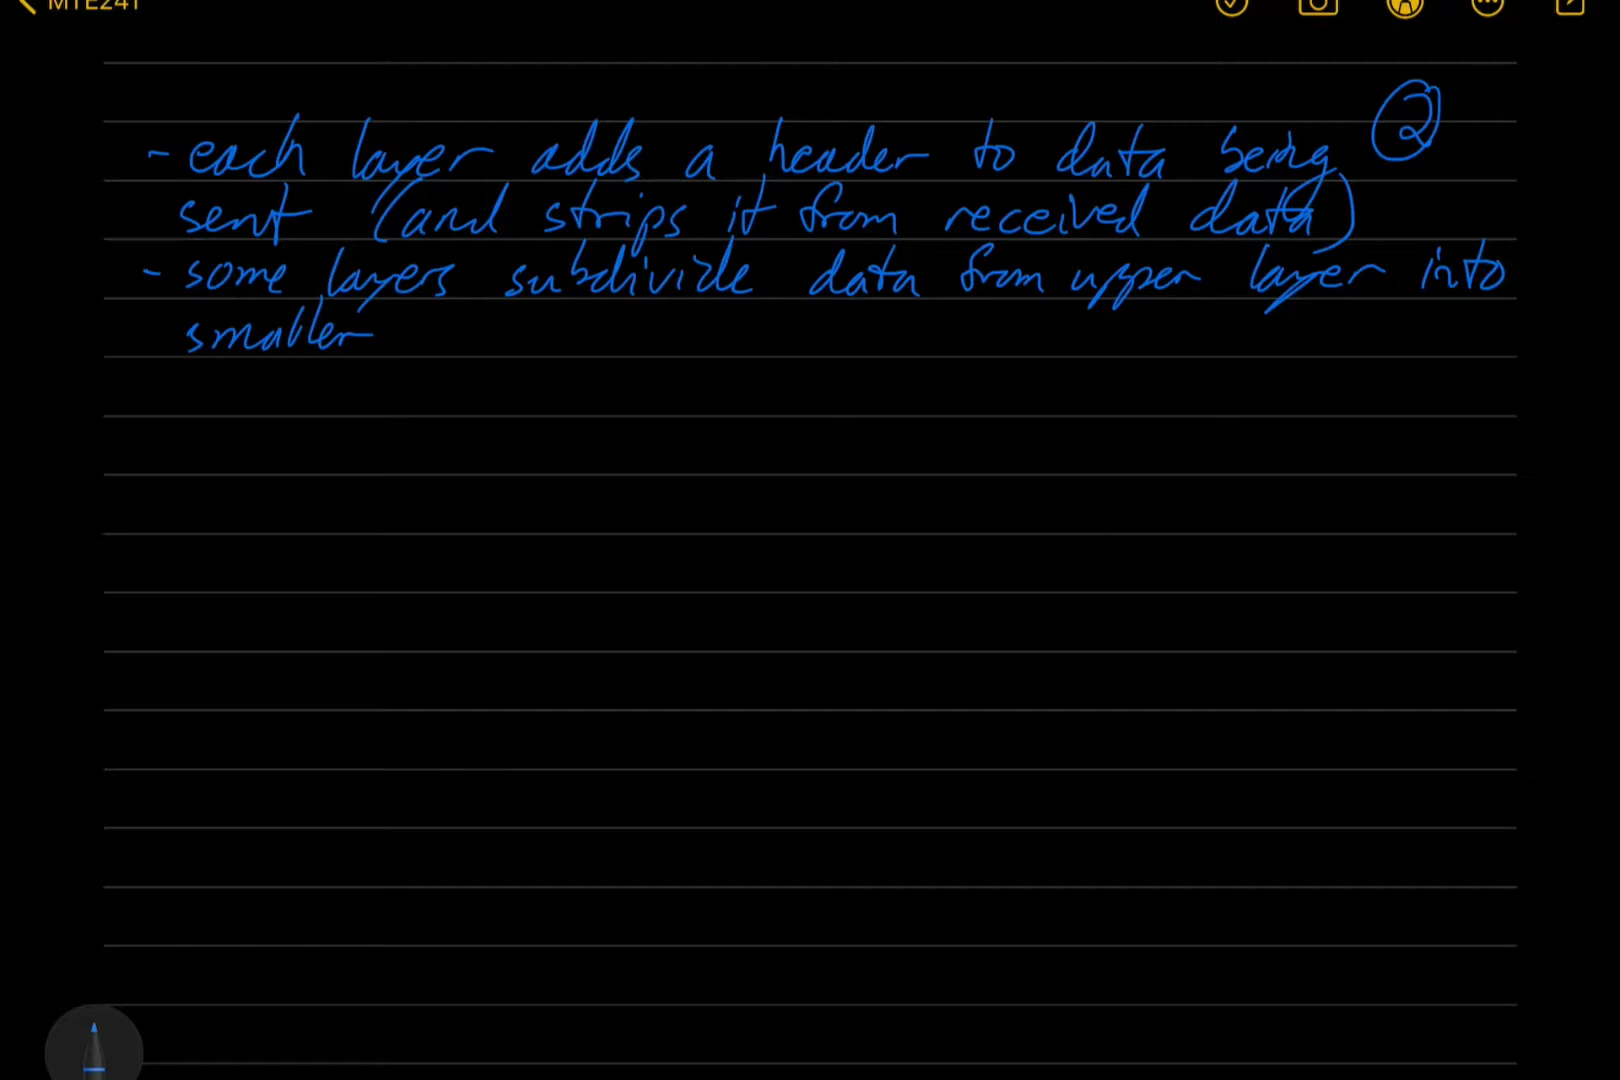 MTE241
2
- each layer adds a header to data being
sent (and strips it from received data)
- some layers subdivide data from upper layer into
smaller